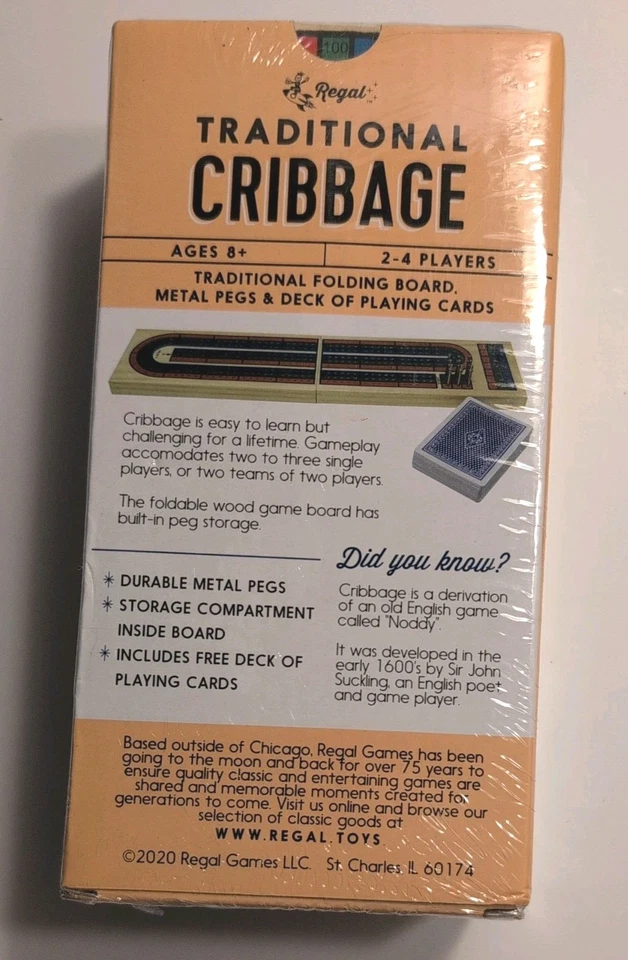 100
Regal
TRADITIONAL
CRIBBAGE
AGES 8+
2-4 PLAYERS
TRADITIONAL FOLDING BOARD,
METAL PEGS & DECK OF PLAYING CARDS
Cribbage is easy to learn but
challenging for a lifetime. Gameplay
accomodates two to three single
players, or two teams of two players.
The foldable wood game board has
built-in peg storage.
* DURABLE METAL PEGS
* STORAGE COMPARTMENT
INSIDE BOARD
* INCLUDES FREE DECK OF
PLAYING CARDS
Did you know?
Cribbage is a derivation
of an old English game
called "Noddy".
It was developed in the
early 1600's by Sir John
Suckling, an English poet
and game player.
Based outside of Chicago, Regal Games has been
going to the moon and back for over 75 years to
ensure quality classic and entertaining games are
shared and memorable moments created for
generations to come. Visit us online and browse our
selection of classic goods at
WWW.REGAL.TOYS
©2020 Regal Games LLC. St. Charles, IL 60174